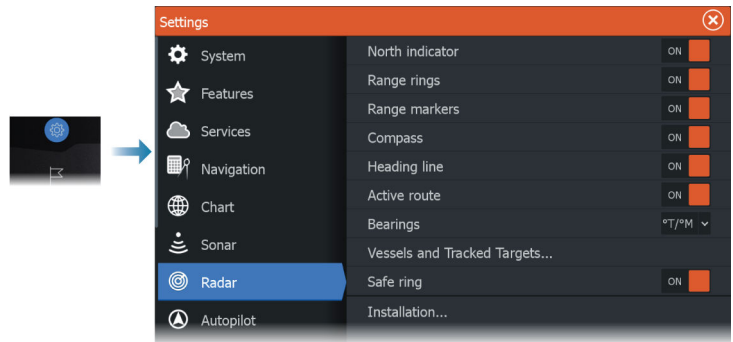 Settings
System
Features
Services
Navigation
Chart
Sonar
Radar
Autopilot
North indicator ON
Range rings ON
Range markers ON
Compass ON
Heading line ON
Active route ON
Bearings °T/°M
Vessels and Tracked Targets...
Safe ring ON
Installation...